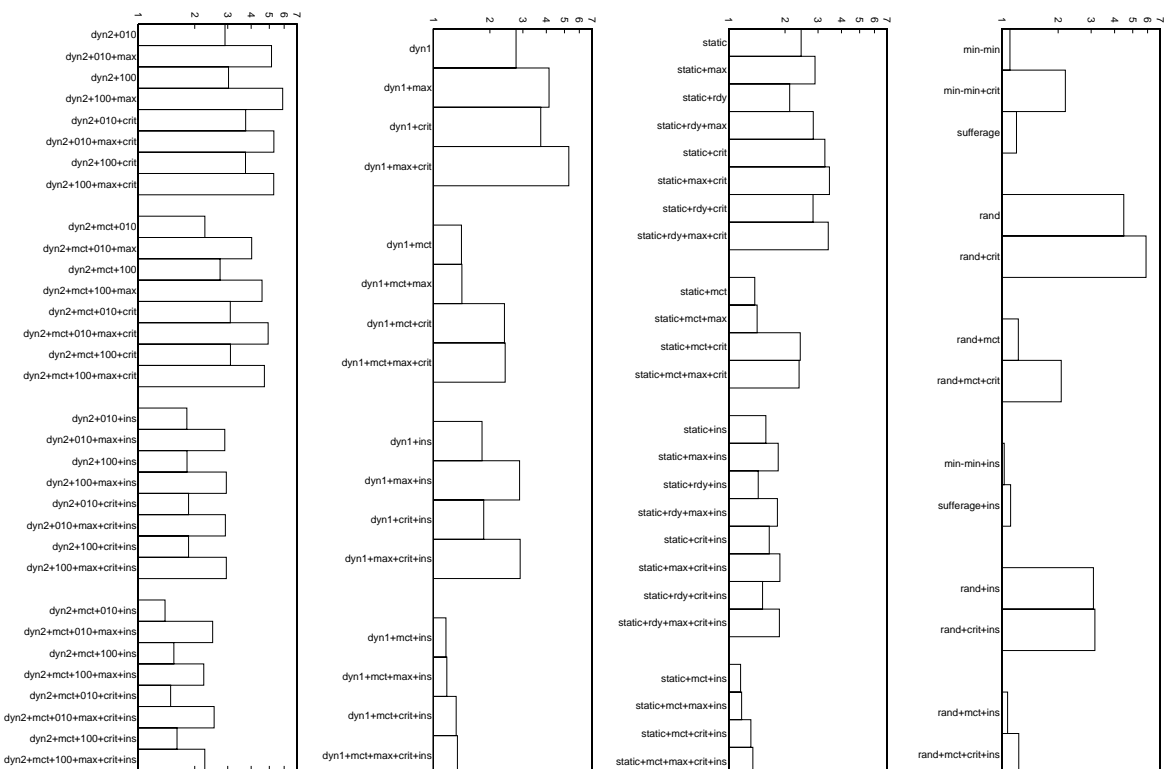 1 2 3 4 5 6 7
dyn2+010
dyn2+010+max
dyn2+100
dyn2+100+max
dyn2+010+crit
dyn2+010+max+crit
dyn2+100+crit
dyn2+100+max+crit
dyn2+mct+010
dyn2+mct+010+max
dyn2+mct+100
dyn2+mct+100+max
dyn2+mct+010+crit
dyn2+mct+010+max+crit
dyn2+mct+100+crit
dyn2+mct+100+max+crit
dyn2+010+ins
dyn2+010+max+ins
dyn2+100+ins
dyn2+100+max+ins
dyn2+010+crit+ins
dyn2+010+max+crit+ins
dyn2+100+crit+ins
dyn2+100+max+crit+ins
dyn2+mct+010+ins
dyn2+mct+010+max+ins
dyn2+mct+100+ins
dyn2+mct+100+max+ins
dyn2+mct+010+crit+ins
dyn2+mct+010+max+crit+ins
dyn2+mct+100+crit+ins
dyn2+mct+100+max+crit+ins
1 2 3 4 5 6 7
dyn1
dyn1+max
dyn1+crit
dyn1+max+crit
dyn1+mct
dyn1+mct+max
dyn1+mct+crit
dyn1+mct+max+crit
dyn1+ins
dyn1+max+ins
dyn1+crit+ins
dyn1+max+crit+ins
dyn1+mct+ins
dyn1+mct+max+ins
dyn1+mct+crit+ins
dyn1+mct+max+crit+ins
1 2 3 4 5 6 7
static
static+max
static+rdy
static+rdy+max
static+crit
static+max+crit
static+rdy+crit
static+rdy+max+crit
static+mct
static+mct+max
static+mct+crit
static+mct+max+crit
static+ins
static+max+ins
static+rdy+ins
static+rdy+max+ins
static+crit+ins
static+max+crit+ins
static+rdy+crit+ins
static+rdy+max+crit+ins
static+mct+ins
static+mct+max+ins
static+mct+crit+ins
static+mct+max+crit+ins
1 2 3 4 5 6 7
min-min
min-min+crit
sufferage
rand
rand+crit
rand+mct
rand+mct+crit
min-min+ins
sufferage+ins
rand+ins
rand+crit+ins
rand+mct+ins
rand+mct+crit+ins